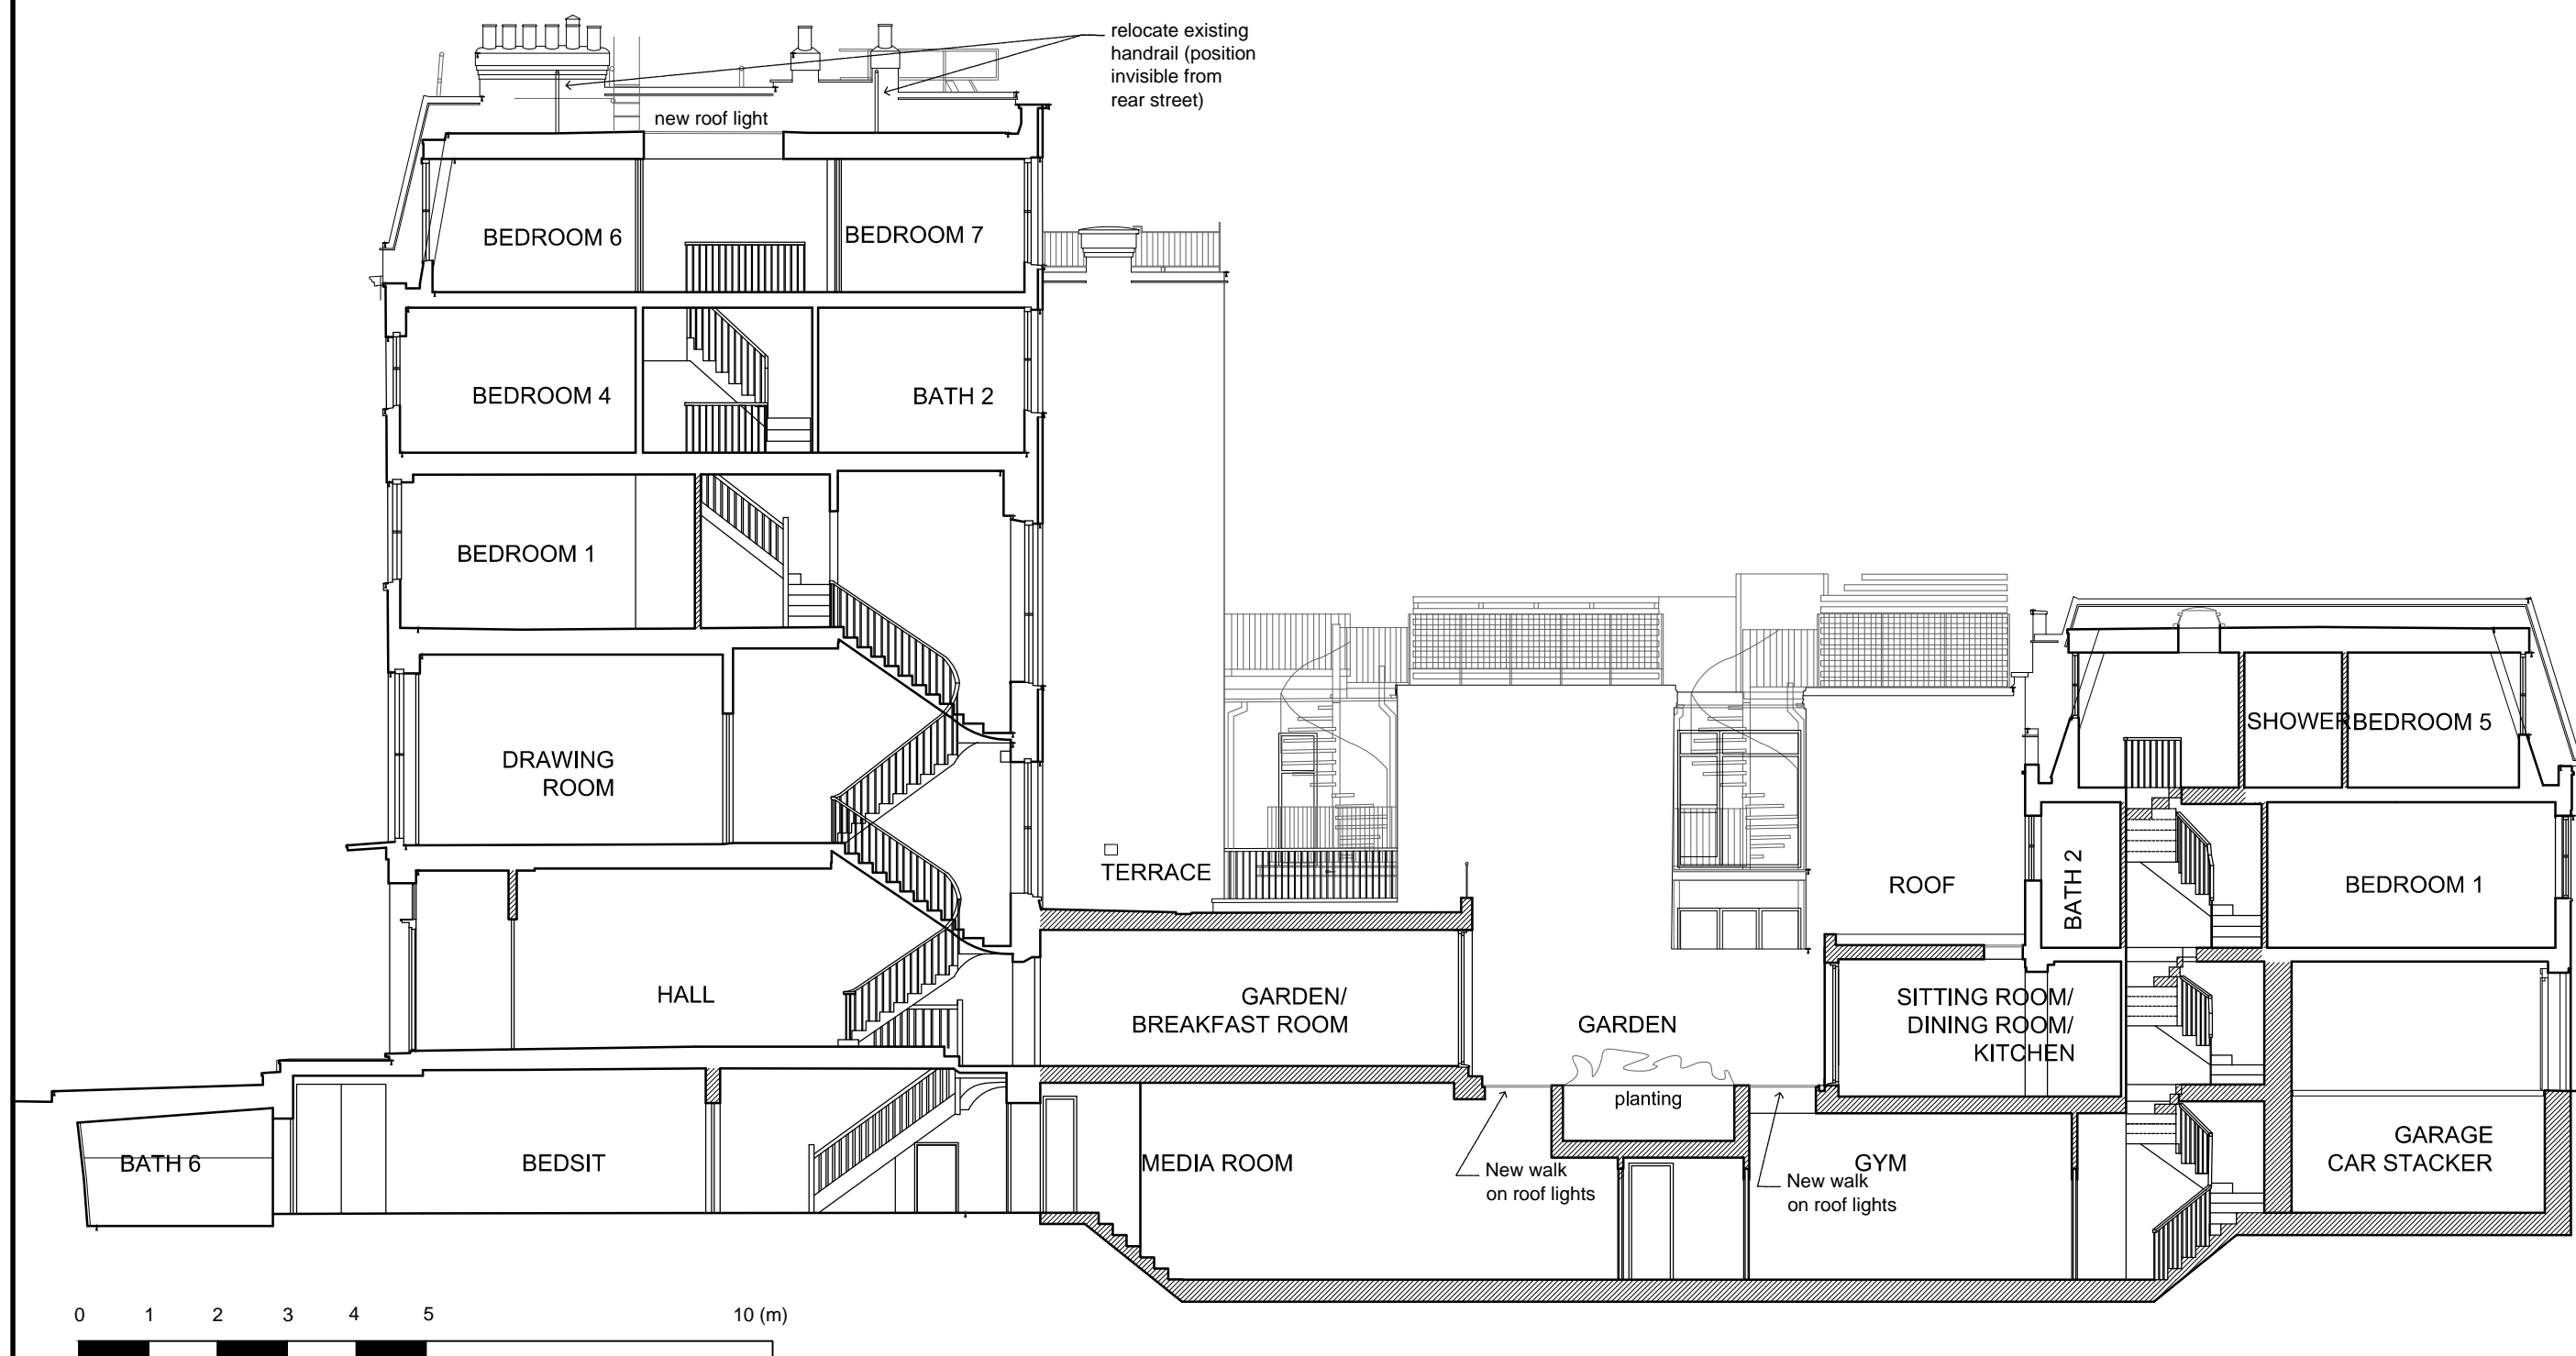 relocate existing
handrail (position
invisible from
rear street)
new roof light
BEDROOM 6
BEDROOM 7
BEDROOM 4
BATH 2
BEDROOM 1
DRAWING
ROOM
TERRACE
HALL
GARDEN/
BREAKFAST ROOM
GARDEN
ROOF
SHOWER
BEDROOM 5
BATH 2
BEDROOM 1
SITTING ROOM/
DINING ROOM/
KITCHEN
planting
BATH 6
BEDSIT
MEDIA ROOM
New walk
on roof lights
GYM
New walk
on roof lights
GARAGE
CAR STACKER
0 1 2 3 4 5 10 (m)